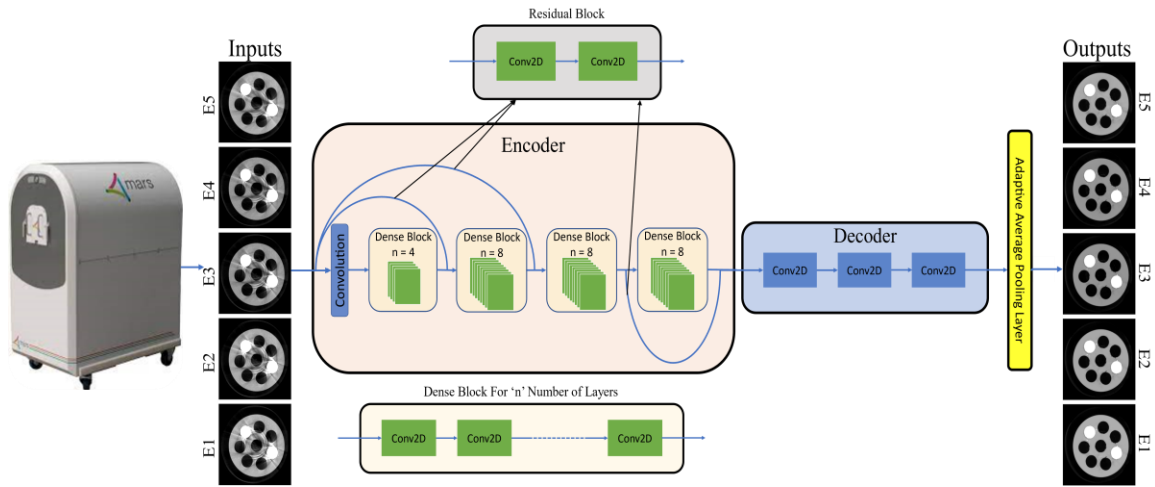 Residual Block
Conv2D
Conv2D
Inputs
Outputs
E5
E4
E3
E2
E1
mars
Encoder
Convolution
Dense Block
n = 4
Dense Block
n = 8
Dense Block
n = 8
Dense Block
n = 8
Decoder
Conv2D
Conv2D
Conv2D
Adaptive Average Pooling Layer
E5
E4
E3
E2
E1
Dense Block For ‘n’ Number of Layers
Conv2D
Conv2D
Conv2D